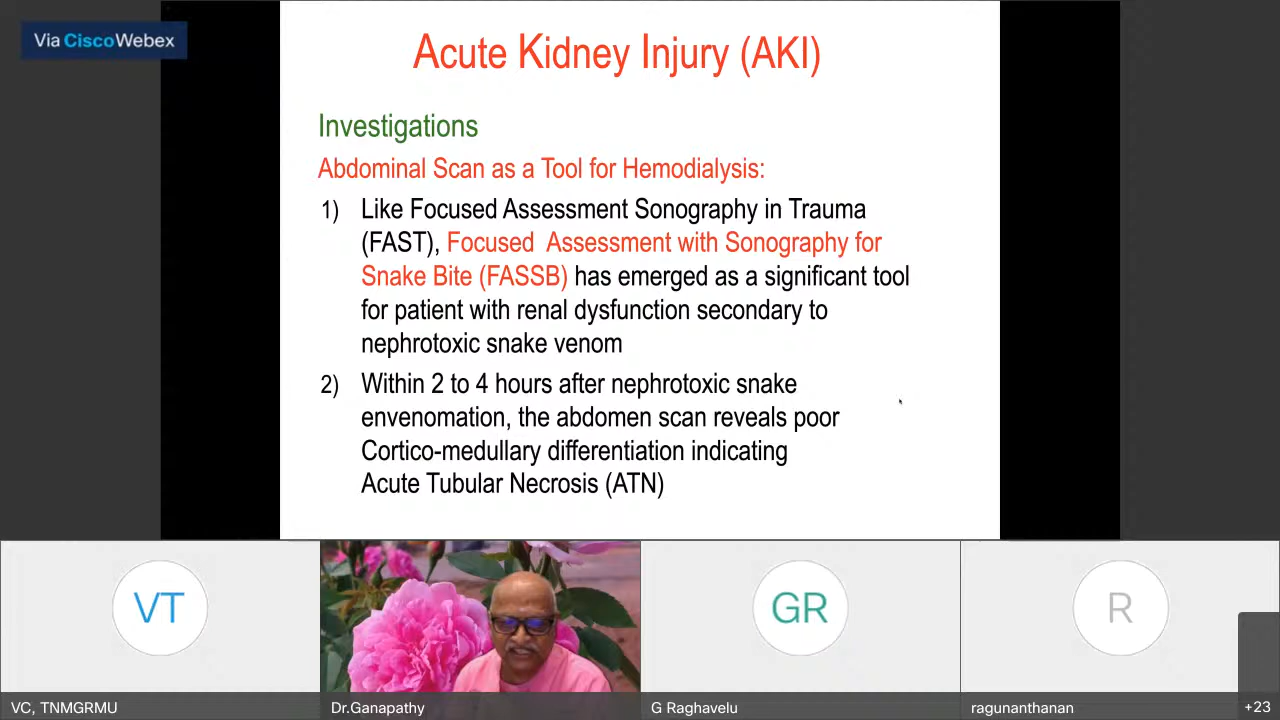 Via Cisco Webex
Acute Kidney Injury (AKI)
Investigations
Abdominal Scan as a Tool for Hemodialysis:
1) Like Focused Assessment Sonography in Trauma
(FAST), Focused Assessment with Sonography for
Snake Bite (FASSB) has emerged as a significant tool
for patient with renal dysfunction secondary to
nephrotoxic snake venom
2) Within 2 to 4 hours after nephrotoxic snake
envenomation, the abdomen scan reveals poor
Cortico-medullary differentiation indicating
Acute Tubular Necrosis (ATN)
VT
GR
R
VC, TNMGRMU
Dr.Ganapathy
G Raghavelu
ragunanthanan
+23